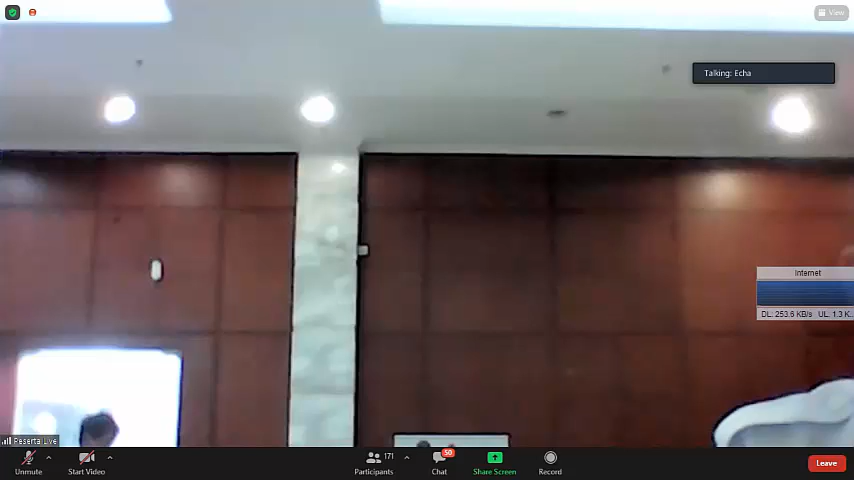 View
Talking: Echa
Internet
DL: 253.6 KB/s UL: 1.3 K..
Peserta Live
Unmute
Start Video
Participants
171
Chat
50
Share Screen
Record
Leave